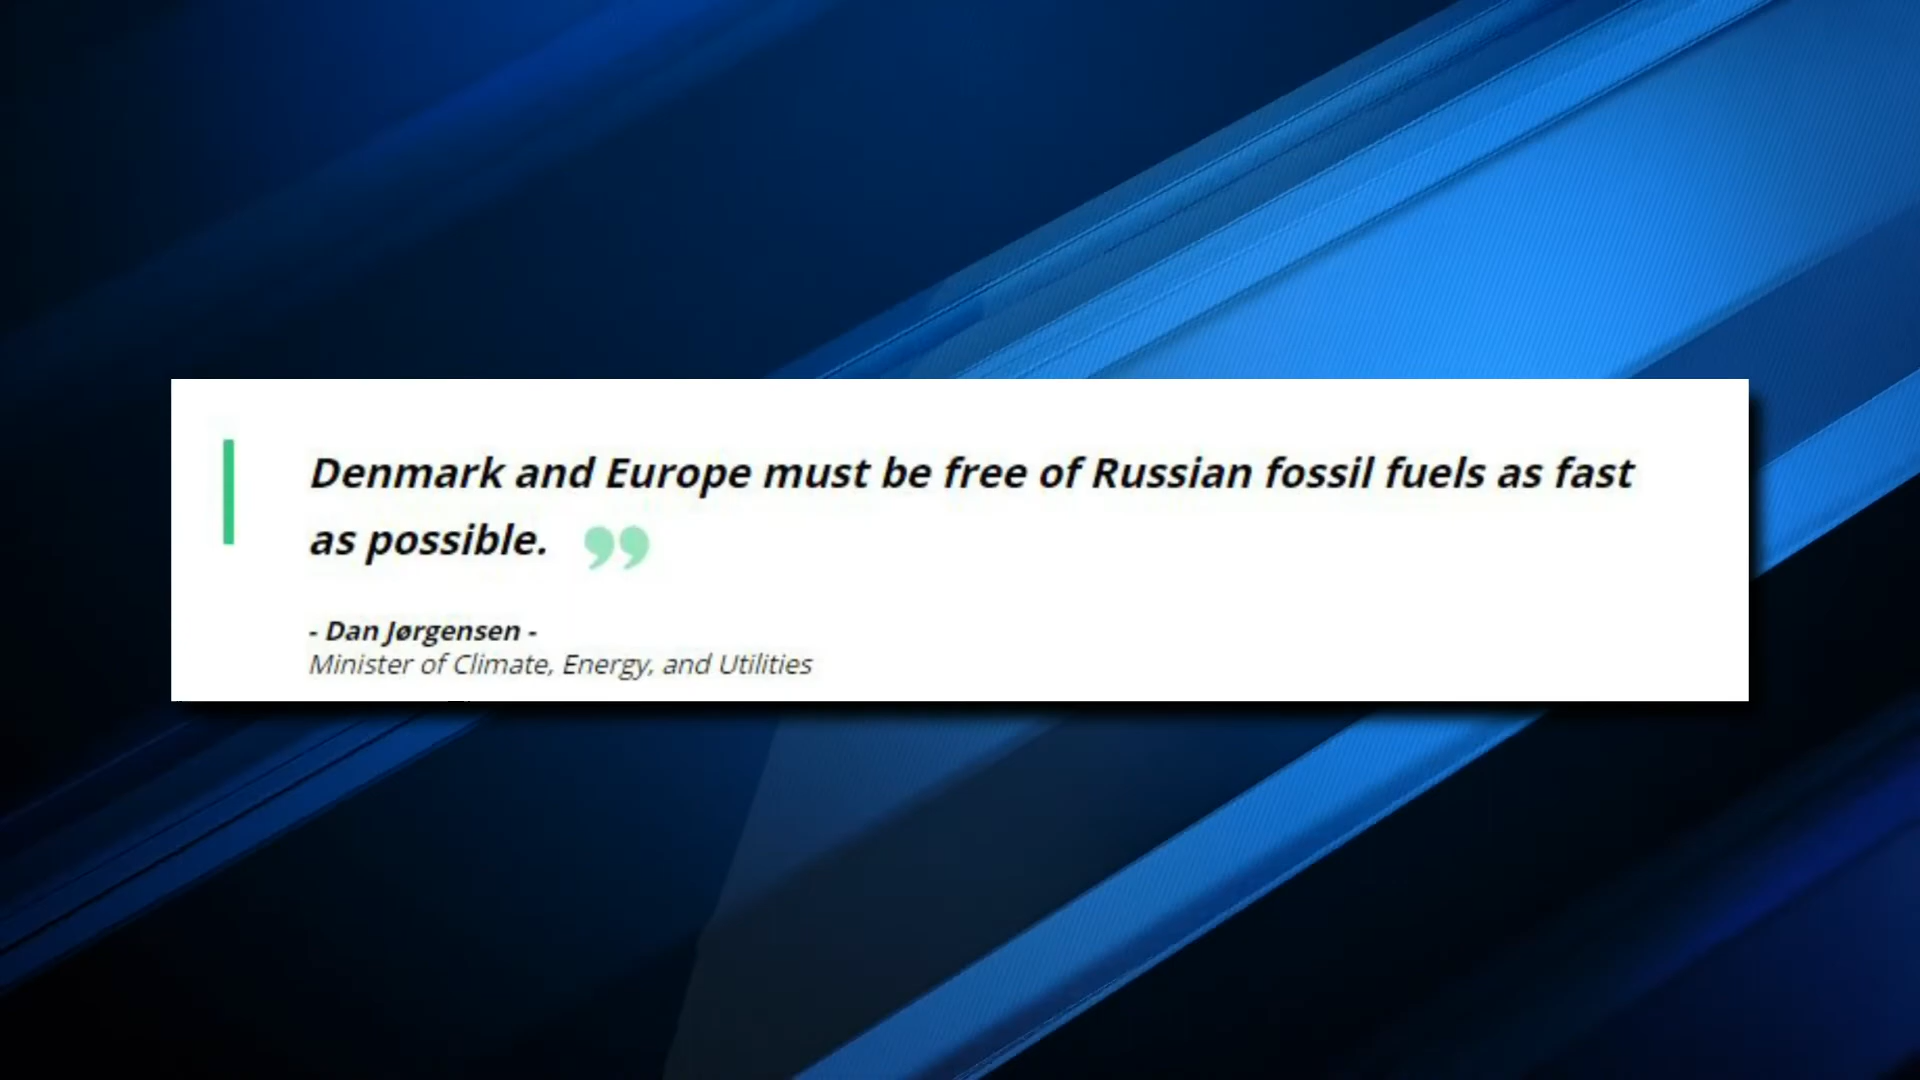 Denmark and Europe must be free of Russian fossil fuels as fast
as possible. ”
- Dan Jørgensen -
Minister of Climate, Energy, and Utilities